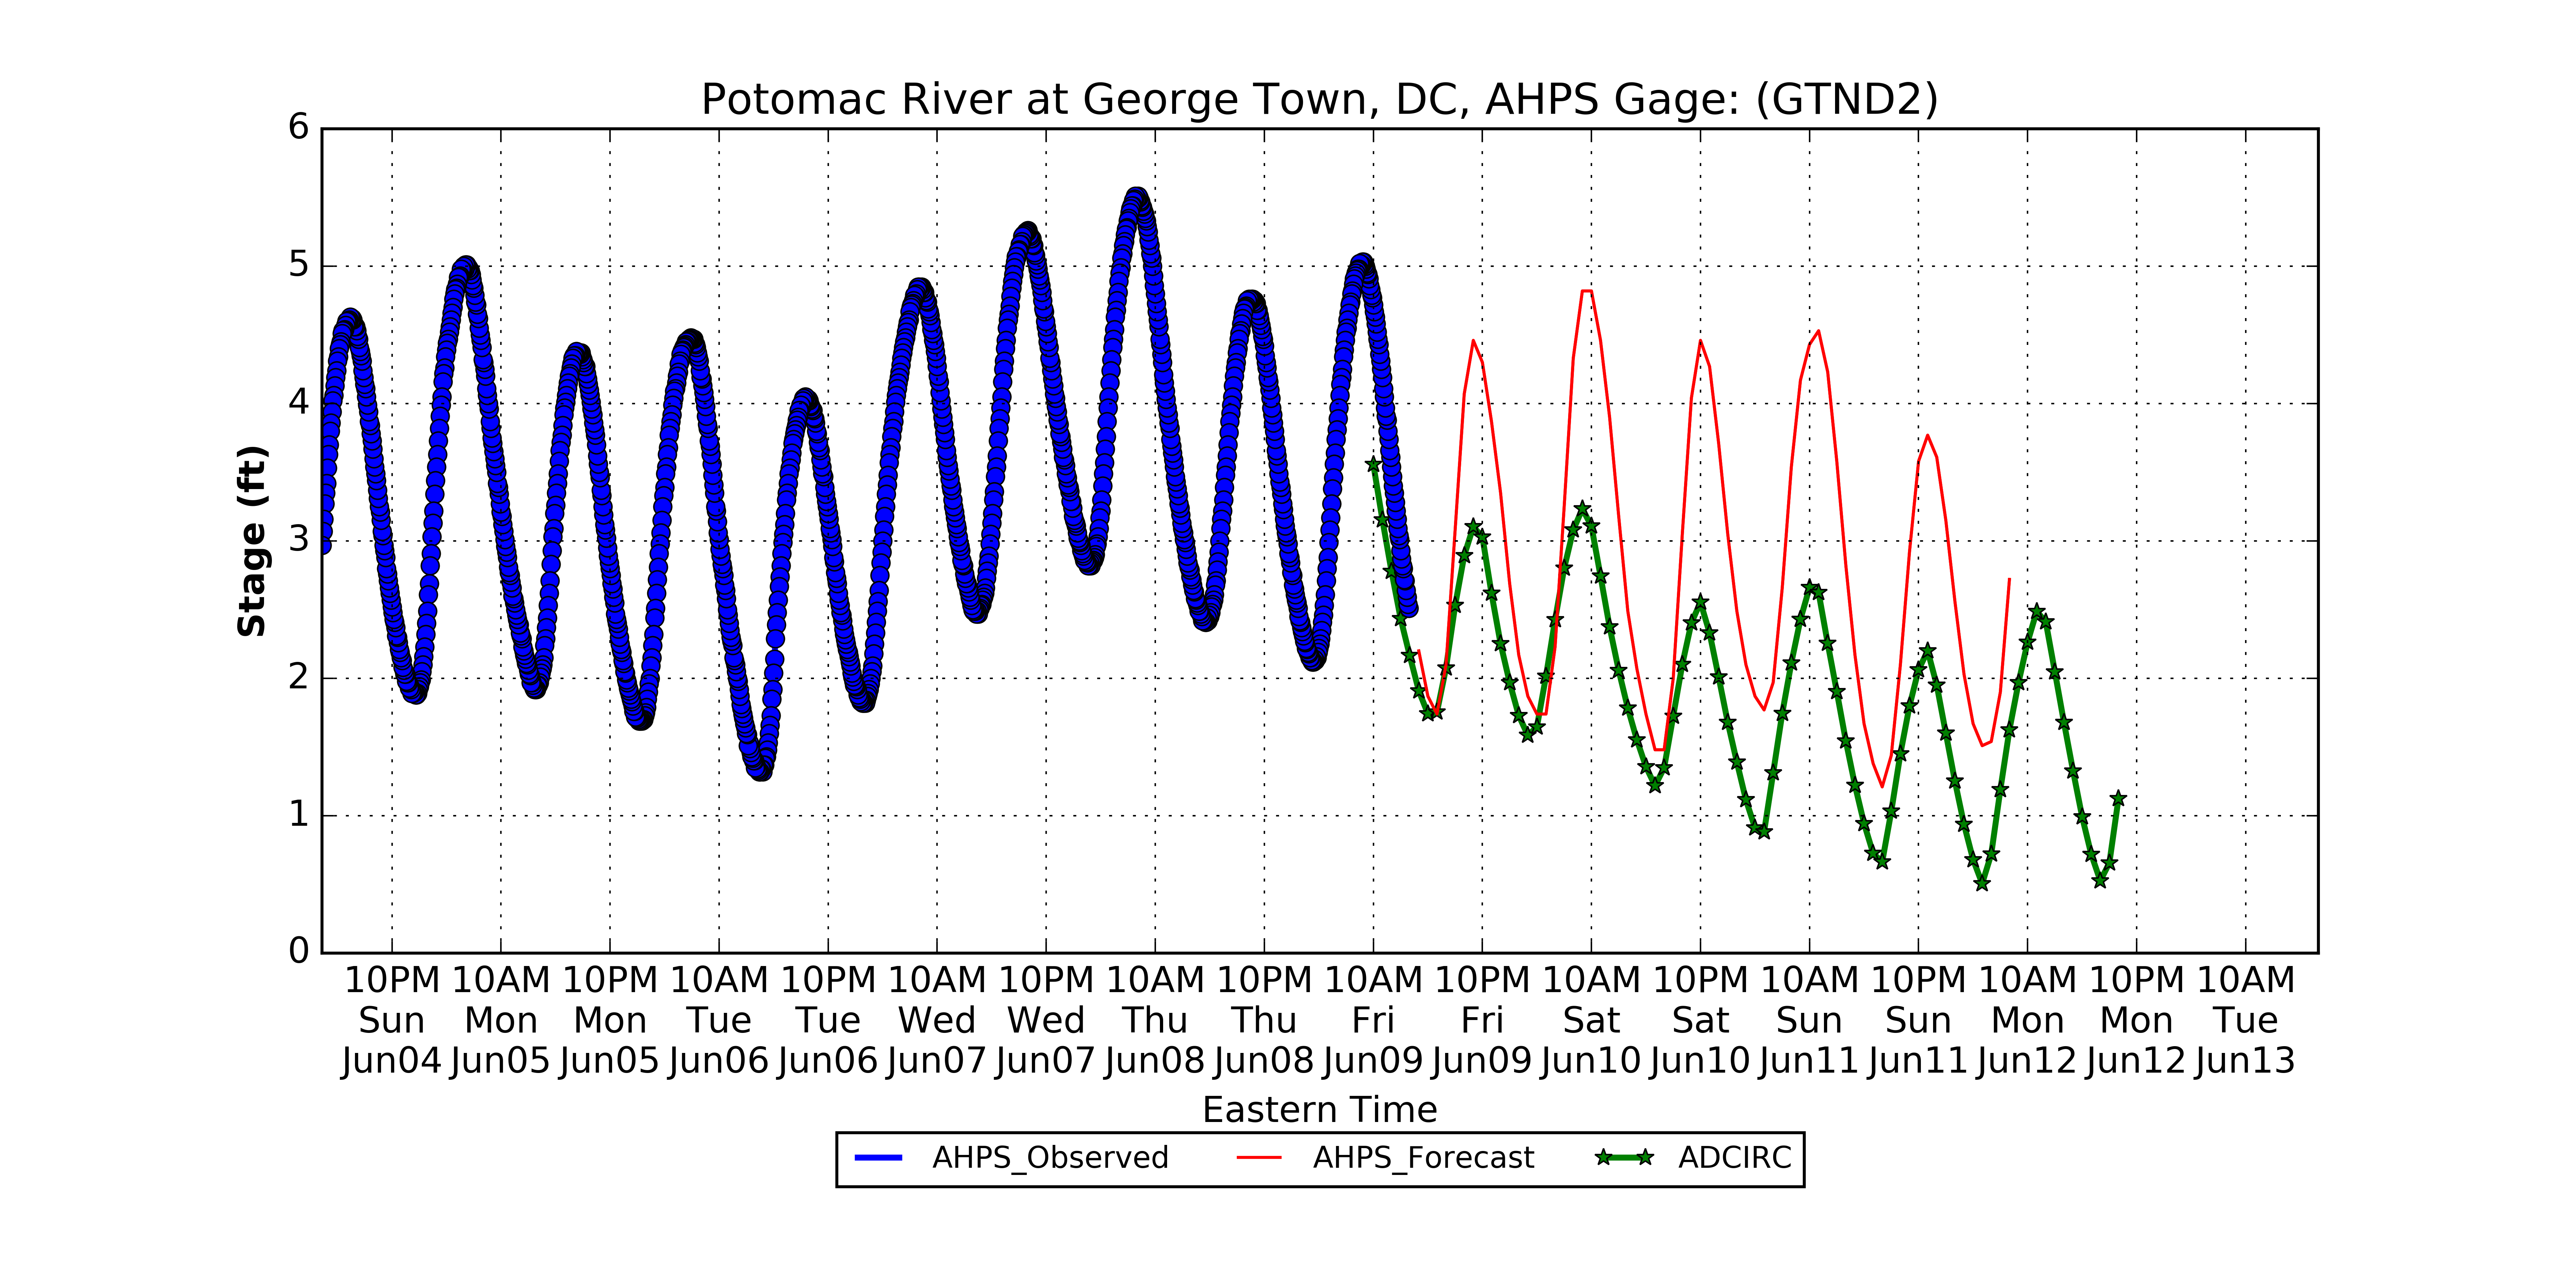 Potomac River at George Town, DC, AHPS Gage: (GTND2)
6
5
4
3
2
1
0
Stage (ft)
10PM 10AM 10PM 10AM 10PM 10AM 10PM 10AM 10PM 10AM 10PM 10AM 10PM 10AM 10PM 10AM 10PM 10AM
Sun Mon Mon Tue Tue Wed Wed Thu Thu Fri Fri Sat Sat Sun Sun Mon Mon Tue
Jun04 Jun05 Jun05 Jun06 Jun06 Jun07 Jun07 Jun08 Jun08 Jun09 Jun09 Jun10 Jun10 Jun11 Jun11 Jun12 Jun12 Jun13
Eastern Time
AHPS_Observed AHPS_Forecast ADCIRC